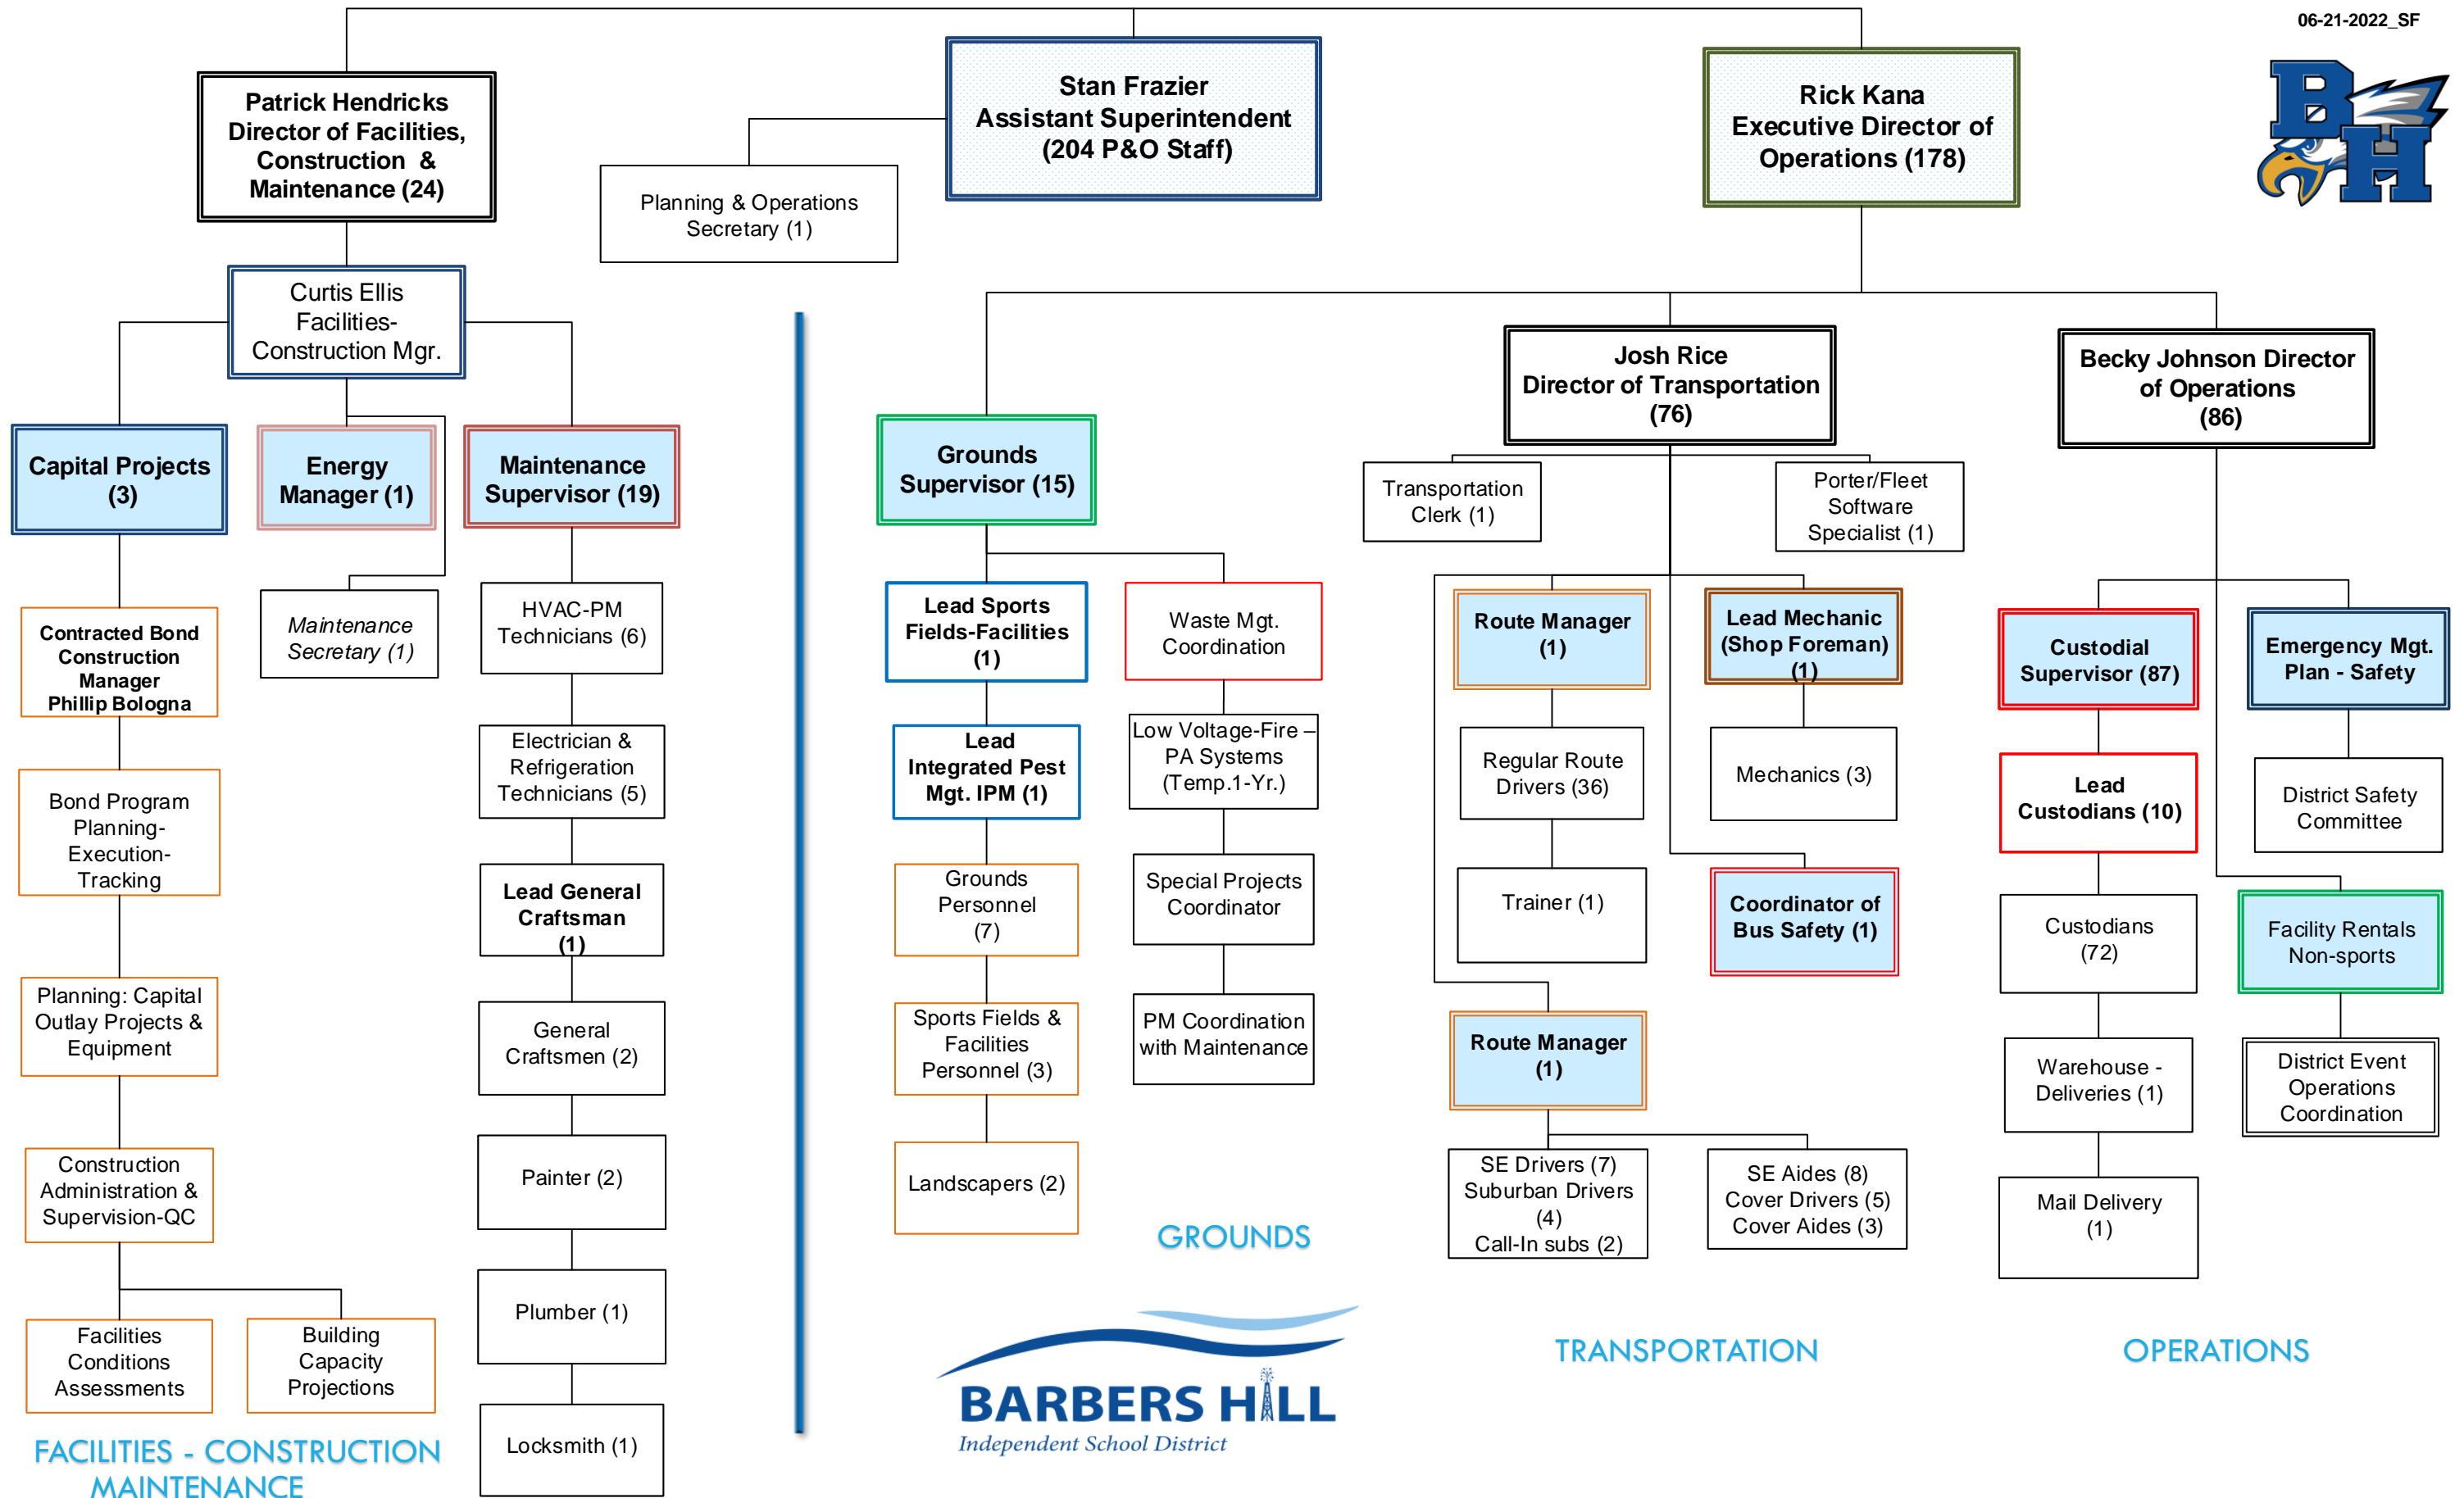 06-21-2022_SF
BH
Patrick Hendricks
Director of Facilities,
Construction &
Maintenance (24)
Stan Frazier
Assistant Superintendent
(204 P&O Staff)
Rick Kana
Executive Director of
Operations (178)
Planning & Operations
Secretary (1)
Curtis Ellis
Facilities-
Construction Mgr.
Capital Projects
(3)
Energy
Manager (1)
Maintenance
Supervisor (19)
Contracted Bond
Construction
Manager
Phillip Bologna
Bond Program
Planning-
Execution-
Tracking
Planning: Capital
Outlay Projects &
Equipment
Construction
Administration &
Supervision-QC
Facilities
Conditions
Assessments
Building
Capacity
Projections
Maintenance
Secretary (1)
HVAC-PM
Technicians (6)
Electrician &
Refrigeration
Technicians (5)
Lead General
Craftsman
(1)
General
Craftsmen (2)
Painter (2)
Plumber (1)
Locksmith (1)
FACILITIES - CONSTRUCTION
MAINTENANCE
Grounds
Supervisor (15)
Lead Sports
Fields-Facilities
(1)
Lead
Integrated Pest
Mgt. IPM (1)
Grounds
Personnel
(7)
Sports Fields &
Facilities
Personnel (3)
Landscapers (2)
Waste Mgt.
Coordination
Low Voltage-Fire –
PA Systems
(Temp.1-Yr.)
Special Projects
Coordinator
PM Coordination
with Maintenance
GROUNDS
Josh Rice
Director of Transportation
(76)
Transportation
Clerk (1)
Porter/Fleet
Software
Specialist (1)
Route Manager
(1)
Regular Route
Drivers (36)
Trainer (1)
Lead Mechanic
(Shop Foreman)
(1)
Mechanics (3)
Coordinator of
Bus Safety (1)
Route Manager
(1)
SE Drivers (7)
Suburban Drivers
(4)
Call-In subs (2)
SE Aides (8)
Cover Drivers (5)
Cover Aides (3)
TRANSPORTATION
Becky Johnson Director
of Operations
(86)
Custodial
Supervisor (87)
Lead
Custodians (10)
Custodians
(72)
Warehouse -
Deliveries (1)
Mail Delivery
(1)
Emergency Mgt.
Plan - Safety
District Safety
Committee
Facility Rentals
Non-sports
District Event
Operations
Coordination
OPERATIONS
BARBERS HILL
Independent School District